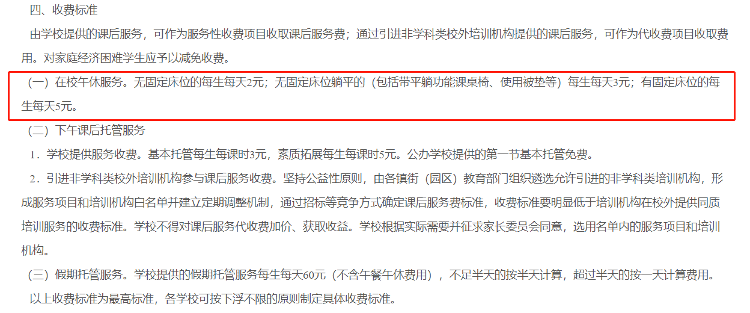 四、收费标准
由学校提供的课后服务，可作为服务性收费项目收取课后服务费；通过引进非学科类校外培训机构提供的课后服务，可作为代收费项目收取费
用。对家庭经济困难学生应予以减免收费。
（一）在校午休服务。无固定床位的每生每天2元；无固定床位躺平的（包括带平躺功能课桌椅、使用被垫等）每生每天3元；有固定床位的每
生每天5元。
（二）下午课后托管服务
1．学校提供服务收费。基本托管每生每课时3元，素质拓展每生每课时5元。公办学校提供的第一节基本托管免费。
2．引进非学科类校外培训机构参与课后服务收费。坚持公益性原则，由各镇街（园区）教育部门组织遴选允许引进的非学科类培训机构，形
成服务项目和培训机构白名单并建立定期调整机制，通过招标等竞争方式确定课后服务费标准，收费标准要明显低于培训机构在校外提供同质
培训服务的收费标准。学校不得对课后服务代收费加价、获取收益。学校根据实际需要并征求家长委员会同意，选用名单内的服务项目和培训
机构。
（三）假期托管服务。学校提供的假期托管服务每生每天60元（不含午餐午休费用），不足半天的按半天计算，超过半天的按一天计算费用。
以上收费标准为最高标准，各学校可按下浮不限的原则制定具体收费标准。